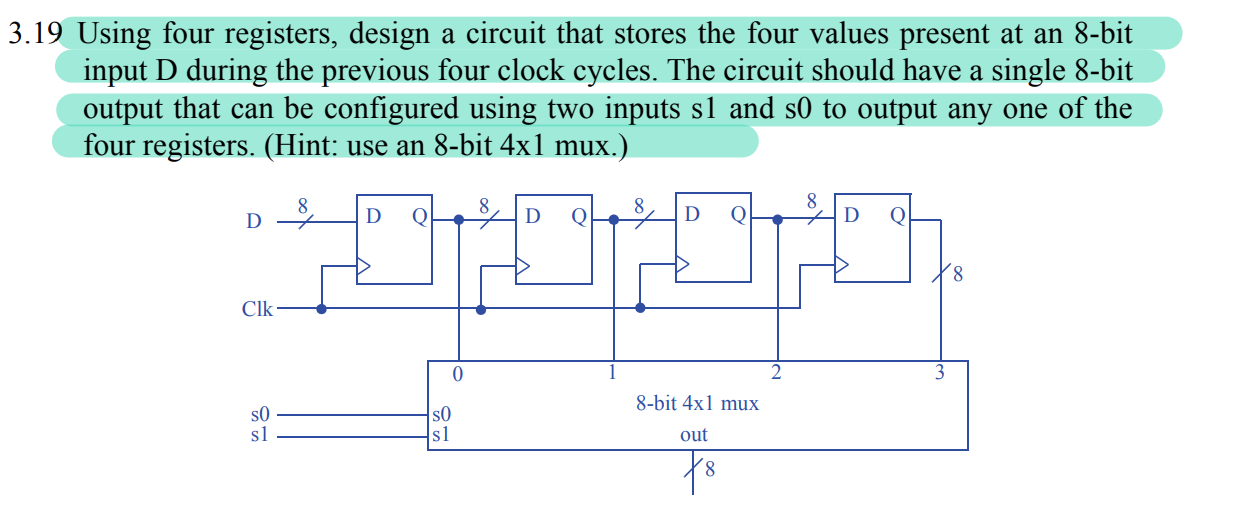 3.19 Using four registers, design a circuit that stores the four values present at an 8-bit
input D during the previous four clock cycles. The circuit should have a single 8-bit
output that can be configured using two inputs s1 and s0 to output any one of the
four registers. (Hint: use an 8-bit 4x1 mux.)
8 8 8 8
D D Q D Q D Q D Q
8
Clk
0 1 2 3
8-bit 4x1 mux
s0 s0
s1 s1 out
8